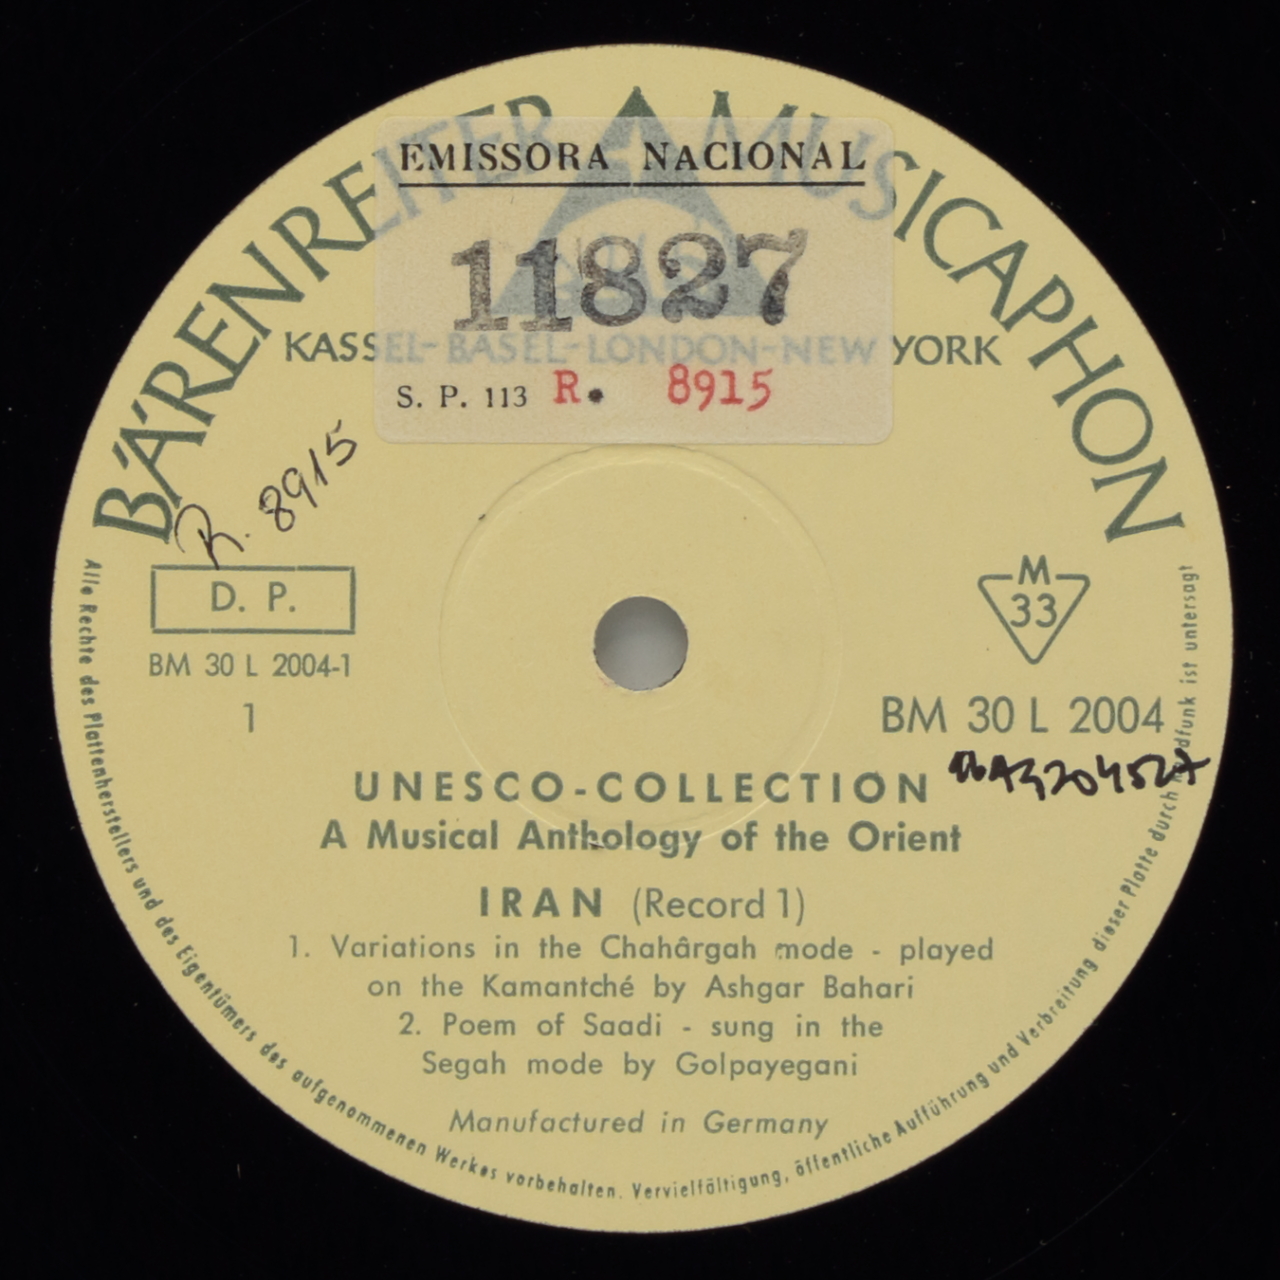 BÄRENREITER MUSICAPHON
EMISSORA NACIONAL
11827
KASSEL-BASEL-LONDON-NEW YORK
S. P. 113 R. 8915
R. 8915
D. P.
BM 30 L 2004-1
1
M
33
BM 30 L 2004
UNESCO-COLLECTION
A Musical Anthology of the Orient
IRAN (Record 1)
1. Variations in the Chahârgah mode - played
on the Kamantché by Ashgar Bahari
2. Poem of Saadi - sung in the
Segah mode by Golpayegani
Manufactured in Germany
Alle Rechte des Plattenherstellers und des Eigentümers des aufgenommenen Werkes vorbehalten. Vervielfältigung, öffentliche Aufführung und Verbreitung dieser Platte durch ist untersagt